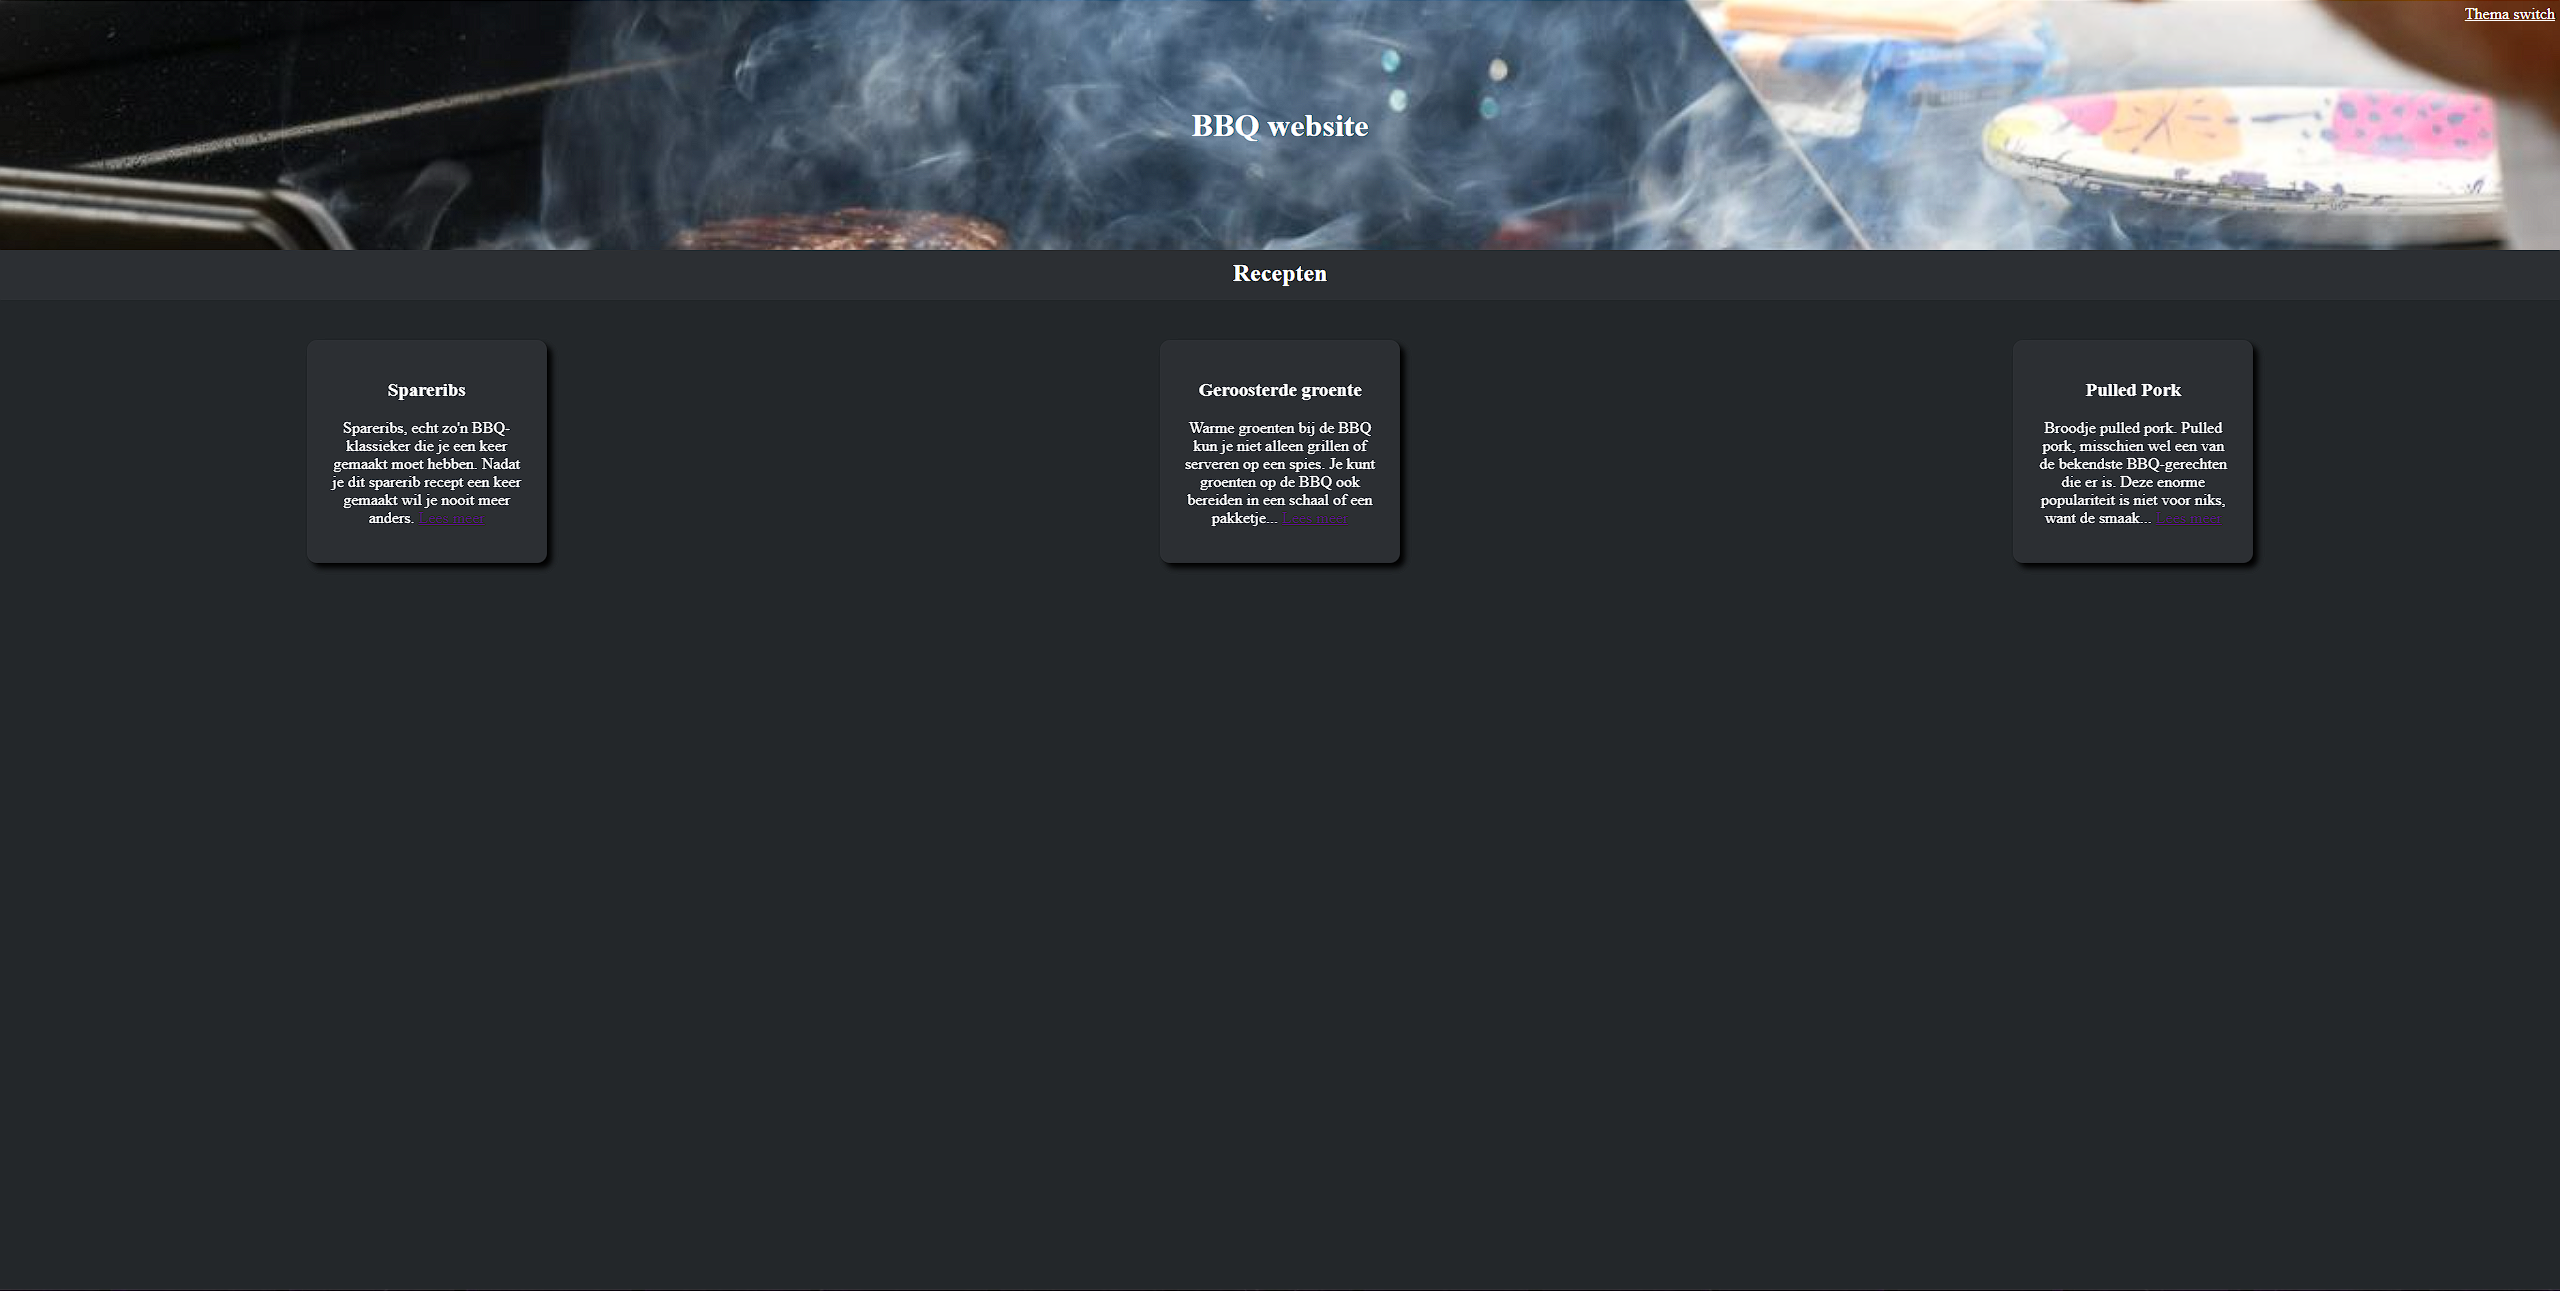 Thema switch
BBQ website
Recepten
Spareribs
Spareribs, echt zo'n BBQ-
klassieker die je een keer
gemaakt moet hebben. Nadat
je dit sparerib recept een keer
gemaakt wil je nooit meer
anders. Lees meer
Geroosterde groente
Warme groenten bij de BBQ
kun je niet alleen grillen of
serveren op een spies. Je kunt
groenten op de BBQ ook
bereiden in een schaal of een
pakketje... Lees meer
Pulled Pork
Broodje pulled pork. Pulled
pork, misschien wel een van
de bekendste BBQ-gerechten
die er is. Deze enorme
populariteit is niet voor niks,
want de smaak... Lees meer